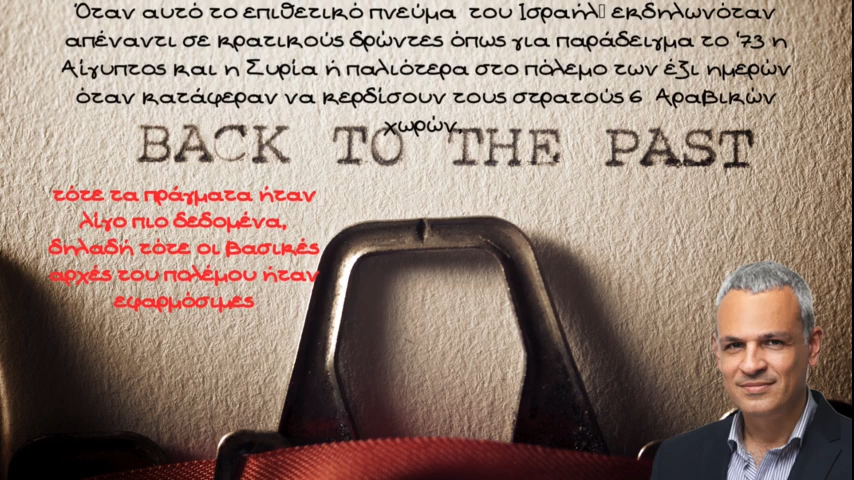 Όταν αυτό το επιθετικό πνεύμα του Ισραήλ εκδηλωνόταν
απέναντι σε κρατικούς δρώντες όπως για παράδειγμα το '73 η
Αίγυπτος και η Συρία ή παλιότερα στο πόλεμο των έξι ημερών
όταν κατάφεραν να κερδίσουν τους στρατούς 6 Αραβικών
χωρών,
BACK TO THE PAST
τότε τα πράγματα ήταν
λίγο πιο δεδομένα,
δηλαδή τότε οι βασικές
αρχές του πολέμου ήταν
εφαρμόσιμες